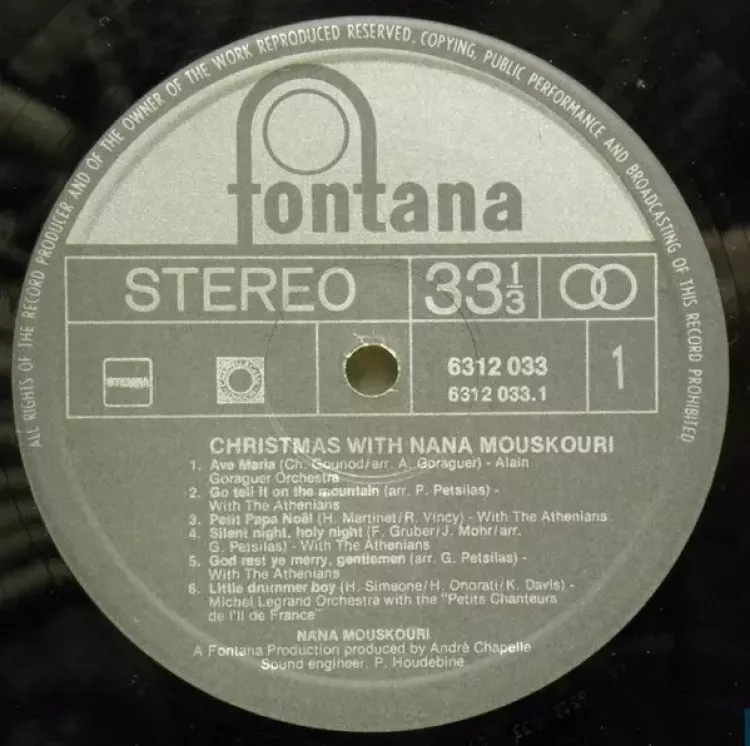 ALL RIGHTS OF THE RECORD PRODUCER AND OF THE OWNER OF THE WORK REPRODUCED RESERVED. COPYING, PUBLIC PERFORMANCE AND BROADCASTING OF THIS RECORD PROHIBITED
fontana
STEREO
33 1/3
STEMRA
6312 033
6312 033.1
1
CHRISTMAS WITH NANA MOUSKOURI
1. Ave Maria (Ch. Gounod/arr. A. Goraguer) - Alain
Goraguer Orchestra
2. Go tell it on the mountain (arr. P. Petsilas) -
With The Athenians
3. Petit Papa Noël (H. Martinet/R. Vincy) - With The Athenians
4. Silent night, holy night (F. Gruber/J. Mohr/arr.
G. Petsilas) - With The Athenians
5. God rest ye merry, gentlemen (arr. G. Petsilas) -
With The Athenians
6. Little drummer boy (H. Simeone/H. Onorati/K. Davis) -
Michel Legrand Orchestra with the "Petits Chanteurs
de l'Il de France"
NANA MOUSKOURI
A Fontana Production produced by André Chapelle
Sound engineer. P. Houdebine